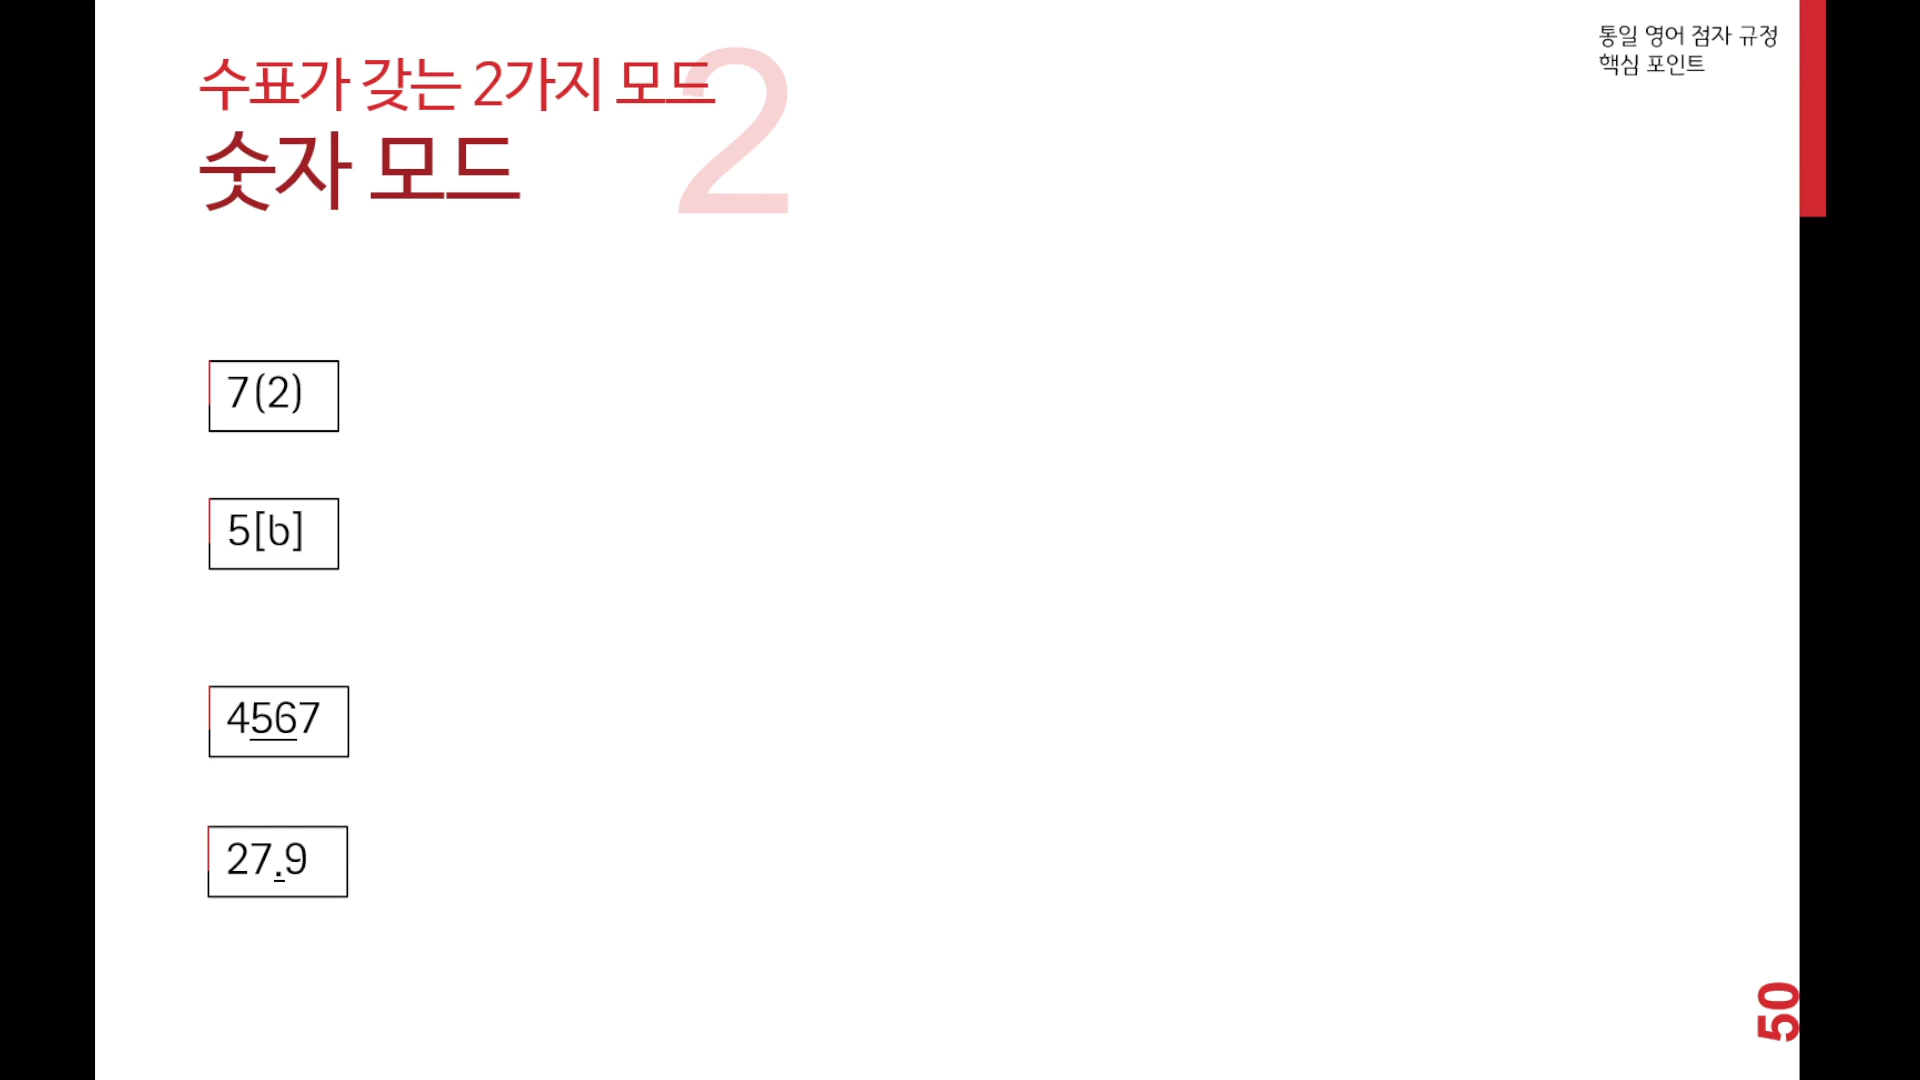 통일 영어 점자 규정
핵심 포인트
수표가 갖는 2가지 모드
숫자 모드
2
7(2)
5[b]
4567
27.9
50